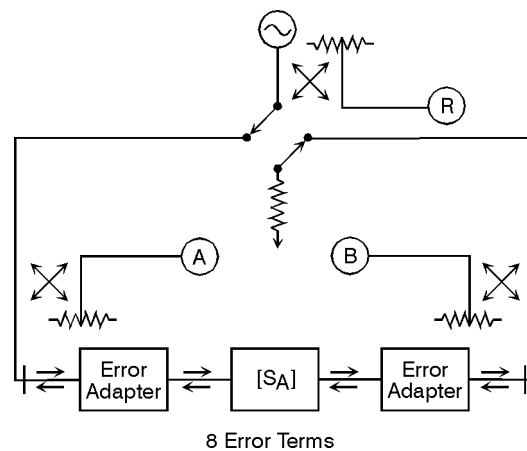 R
A
B
Error
Adapter
[SA]
Error
Adapter
8 Error Terms